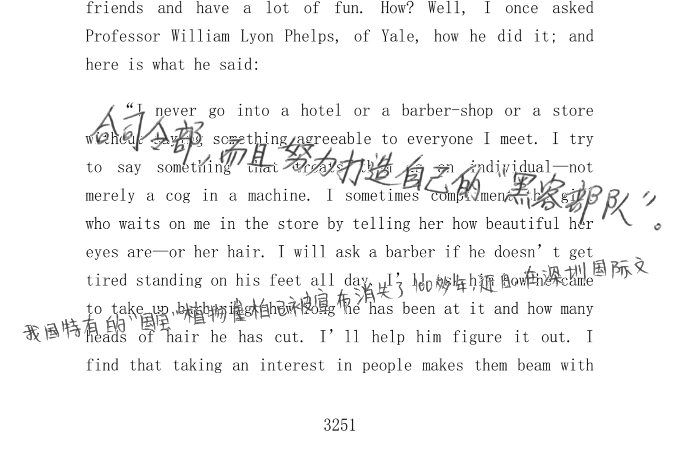 friends and have a lot of fun. How? Well, I once asked
Professor William Lyon Phelps, of Yale, how he did it; and
here is what he said:
“I never go into a hotel or a barber-shop or a store
without saying something agreeable to everyone I meet. I try
合司令部,而且努力打造自己的“黑客部队”。
to say something that treats them as an individual—not
merely a cog in a machine. I sometimes compliment the girl
who waits on me in the store by telling her how beautiful her
eyes are—or her hair. I will ask a barber if he doesn’t get
tired standing on his feet all day. I’ll ask him how he came
我国特有的“国宝”植物崖柏已被宣布消失了100多年,近日在深圳国际文
to take up barbering; how long he has been at it and how many
heads of hair he has cut. I’ll help him figure it out. I
find that taking an interest in people makes them beam with
3251